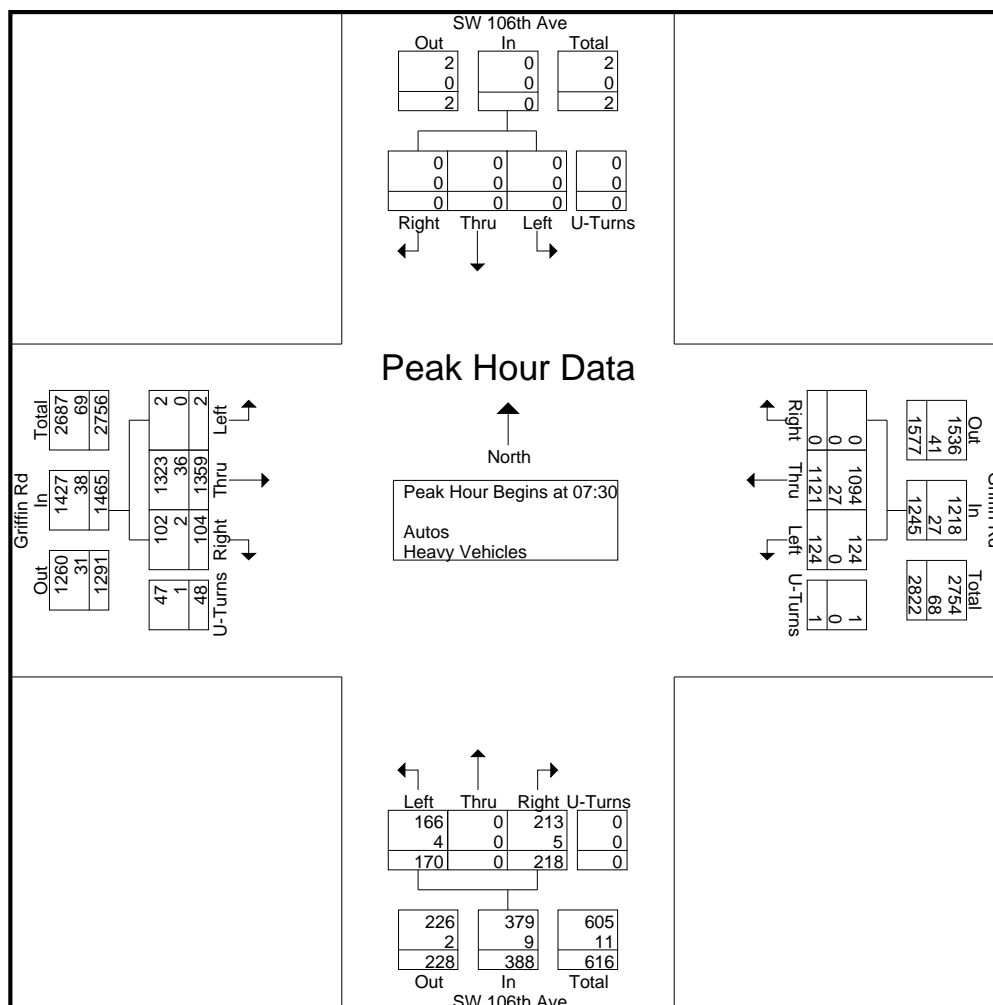 SW 106th Ave
Out In Total
2 0 2
0 0 0
2 0 2
0 0 0 0
0 0 0 0
0 0 0 0
Right Thru Left U-Turns
Peak Hour Data
North
Peak Hour Begins at 07:30
Autos
Heavy Vehicles
Griffin Rd
Out In Total
1260 1427 2687
31 38 69
1291 1465 2756
U-Turns Right Thru Left
47 102 1323 2
1 2 36 0
48 104 1359 2
Out In Total
1536 1218 2754
41 27 68
1577 1245 2822
Right Thru Left U-Turns
0 1094 124 1
0 27 0 0
0 1121 124 1
Left Thru Right U-Turns
166 0 213 0
4 0 5 0
170 0 218 0
226 379 605
2 9 11
228 388 616
Out In Total
SW 106th Ave